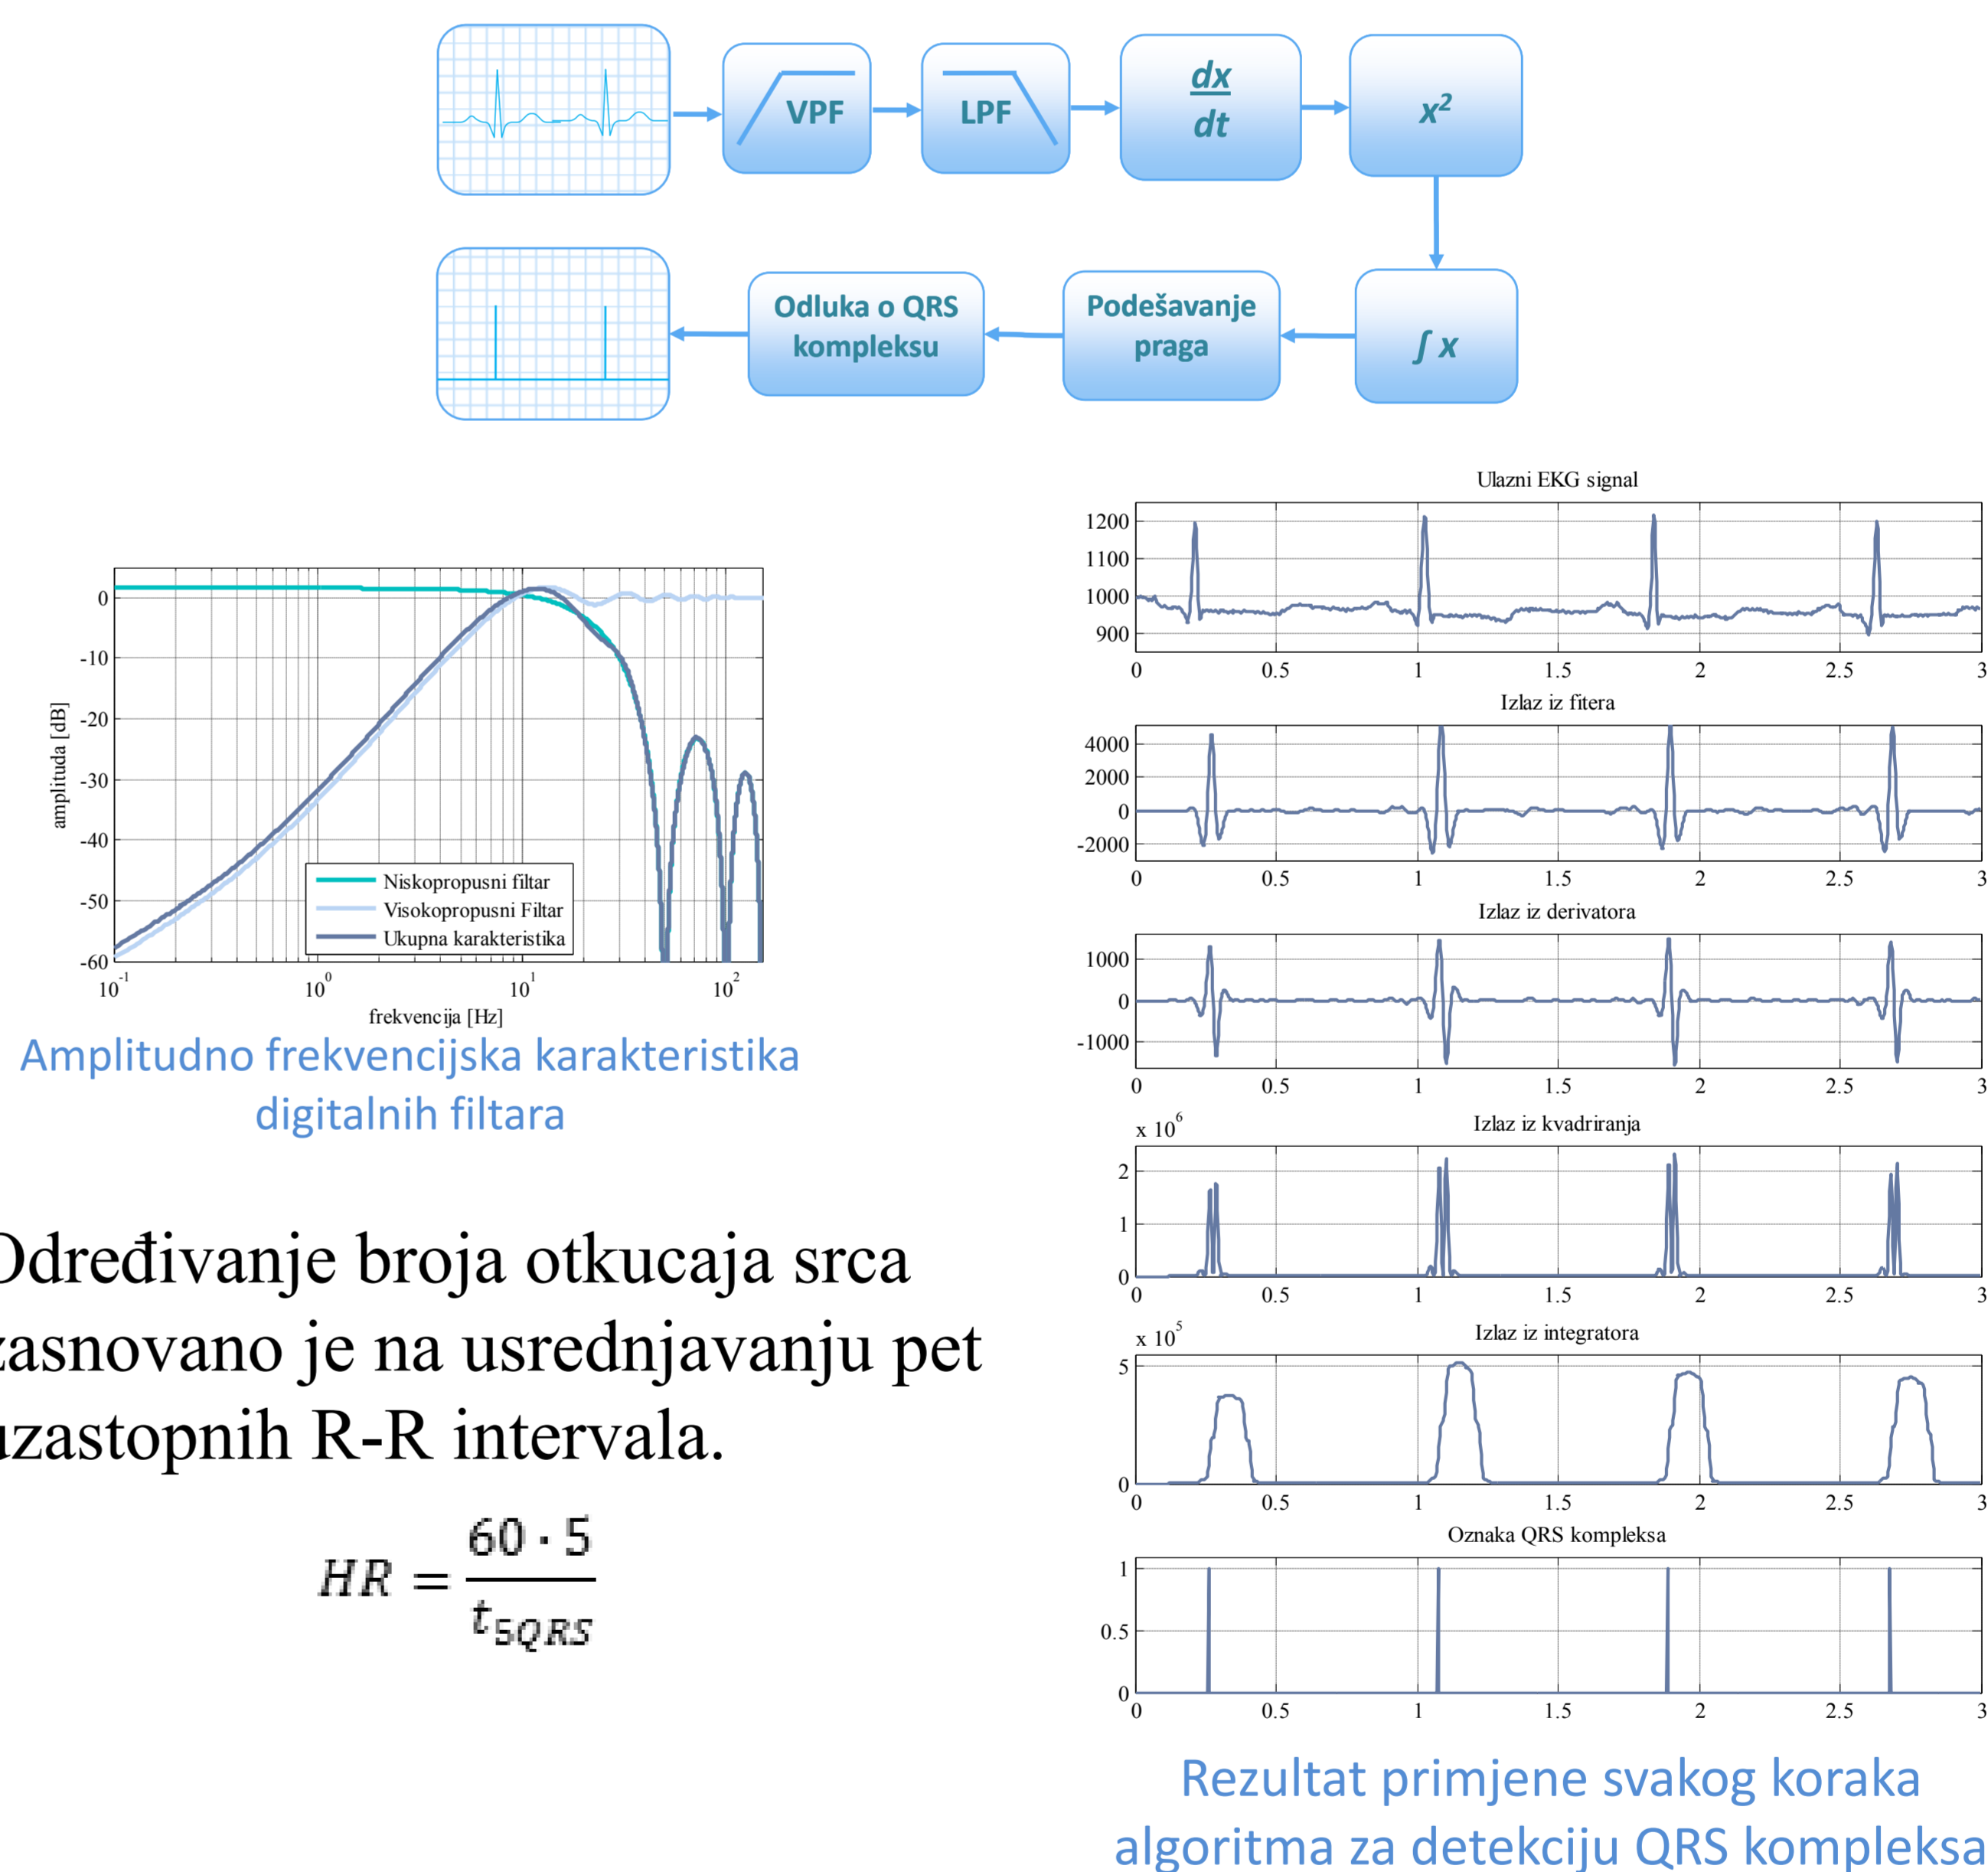 VPF
LPF
dx
dt
x²
∫ x
Podešavanje
praga
Odluka o QRS
kompleksu
amplituda [dB]
0
-10
-20
-30
-40
-50
-60
Niskopropusni filtar
Visokopropusni Filtar
Ukupna karakteristika
10⁻¹ 10⁰ 10¹ 10²
frekvencija [Hz]
Amplitudno frekvencijska karakteristika
digitalnih filtara
Određivanje broja otkucaja srca
zasnovano je na usrednjavanju pet
uzastopnih R-R intervala.
HR = 60 · 5
t5QRS
Ulazni EKG signal
1200
1100
1000
900
0 0.5 1 1.5 2 2.5 3
Izlaz iz fitera
4000
2000
0
-2000
0 0.5 1 1.5 2 2.5 3
Izlaz iz derivatora
1000
0
-1000
0 0.5 1 1.5 2 2.5 3
x 10⁶
Izlaz iz kvadriranja
2
1
0
0 0.5 1 1.5 2 2.5 3
x 10⁵
Izlaz iz integratora
5
0
0 0.5 1 1.5 2 2.5 3
Oznaka QRS kompleksa
1
0.5
0
0 0.5 1 1.5 2 2.5 3
Rezultat primjene svakog koraka
algoritma za detekciju QRS kompleksa